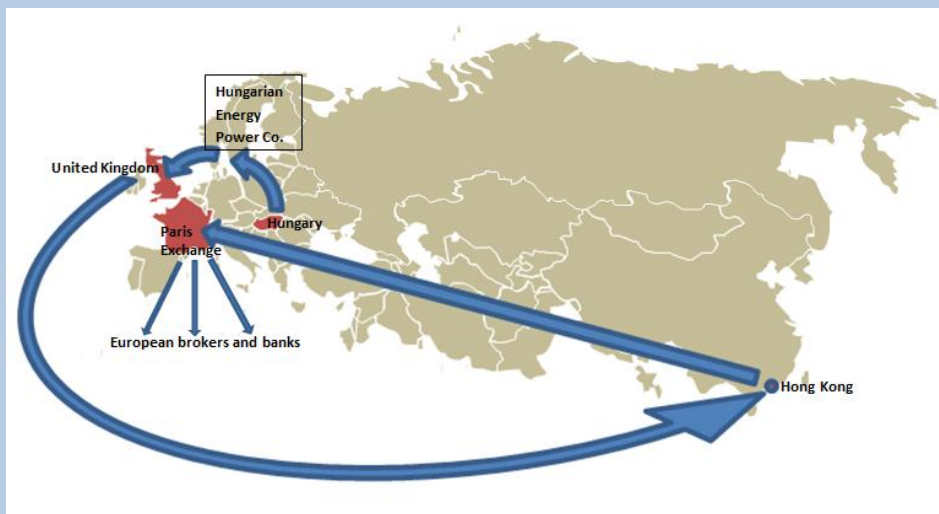 Hungarian
Energy
Power Co.
United Kingdom
Hungary
Paris
Exchange
European brokers and banks
Hong Kong